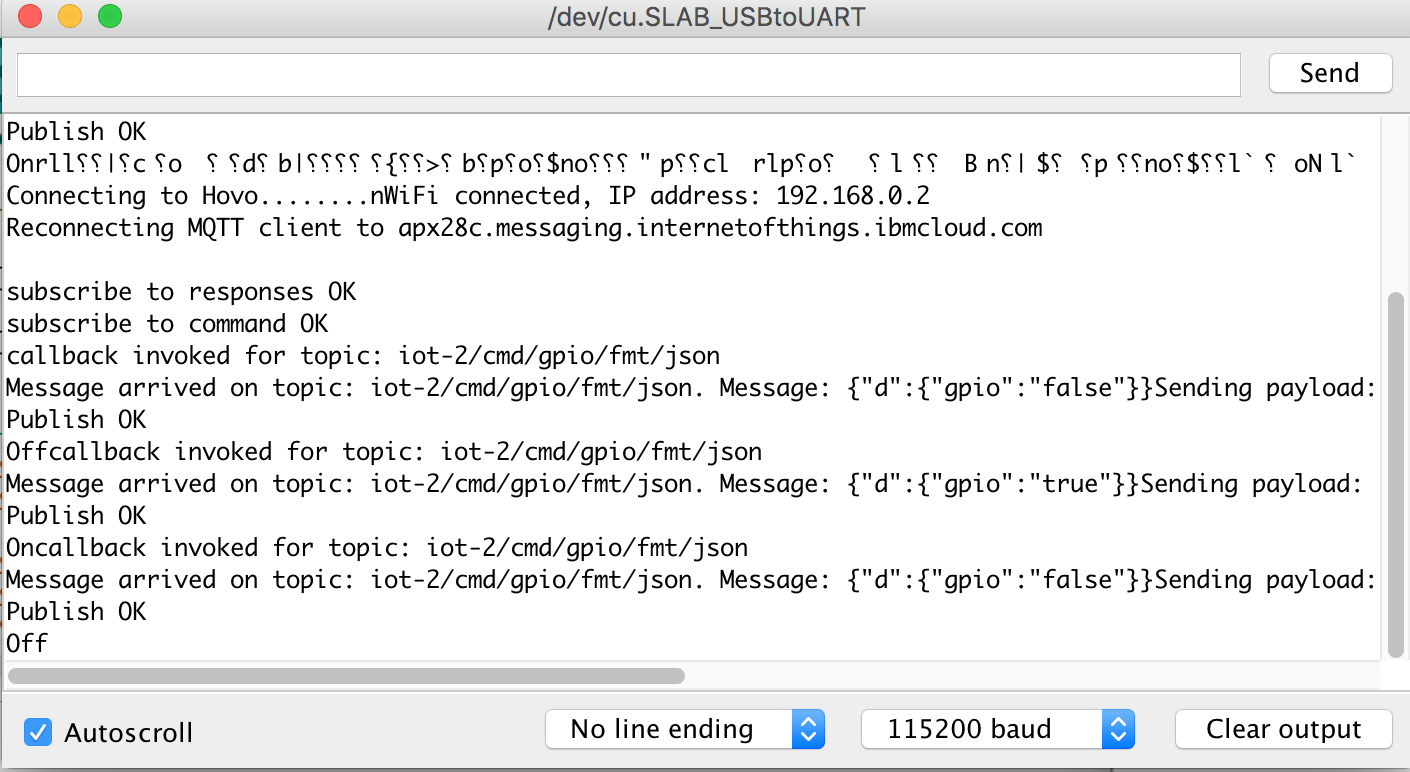 /dev/cu.SLAB_USBtoUART
Send
Publish OK
Onrll⸮⸮|⸮c ⸮o ⸮ ⸮d⸮ b|⸮⸮⸮⸮ ⸮{⸮⸮>⸮ b⸮p⸮o⸮$no⸮⸮⸮ " p⸮⸮cl rlp⸮o⸮ ⸮ l ⸮⸮ B n⸮| $⸮ ⸮p ⸮⸮no⸮$⸮⸮l` ⸮ oN l`
Connecting to Hovo........nWiFi connected, IP address: 192.168.0.2
Reconnecting MQTT client to apx28c.messaging.internetofthings.ibmcloud.com
subscribe to responses OK
subscribe to command OK
callback invoked for topic: iot-2/cmd/gpio/fmt/json
Message arrived on topic: iot-2/cmd/gpio/fmt/json. Message: {"d":{"gpio":"false"}}Sending payload:
Publish OK
Offcallback invoked for topic: iot-2/cmd/gpio/fmt/json
Message arrived on topic: iot-2/cmd/gpio/fmt/json. Message: {"d":{"gpio":"true"}}Sending payload:
Publish OK
Oncallback invoked for topic: iot-2/cmd/gpio/fmt/json
Message arrived on topic: iot-2/cmd/gpio/fmt/json. Message: {"d":{"gpio":"false"}}Sending payload:
Publish OK
Off
Autoscroll
No line ending
115200 baud
Clear output